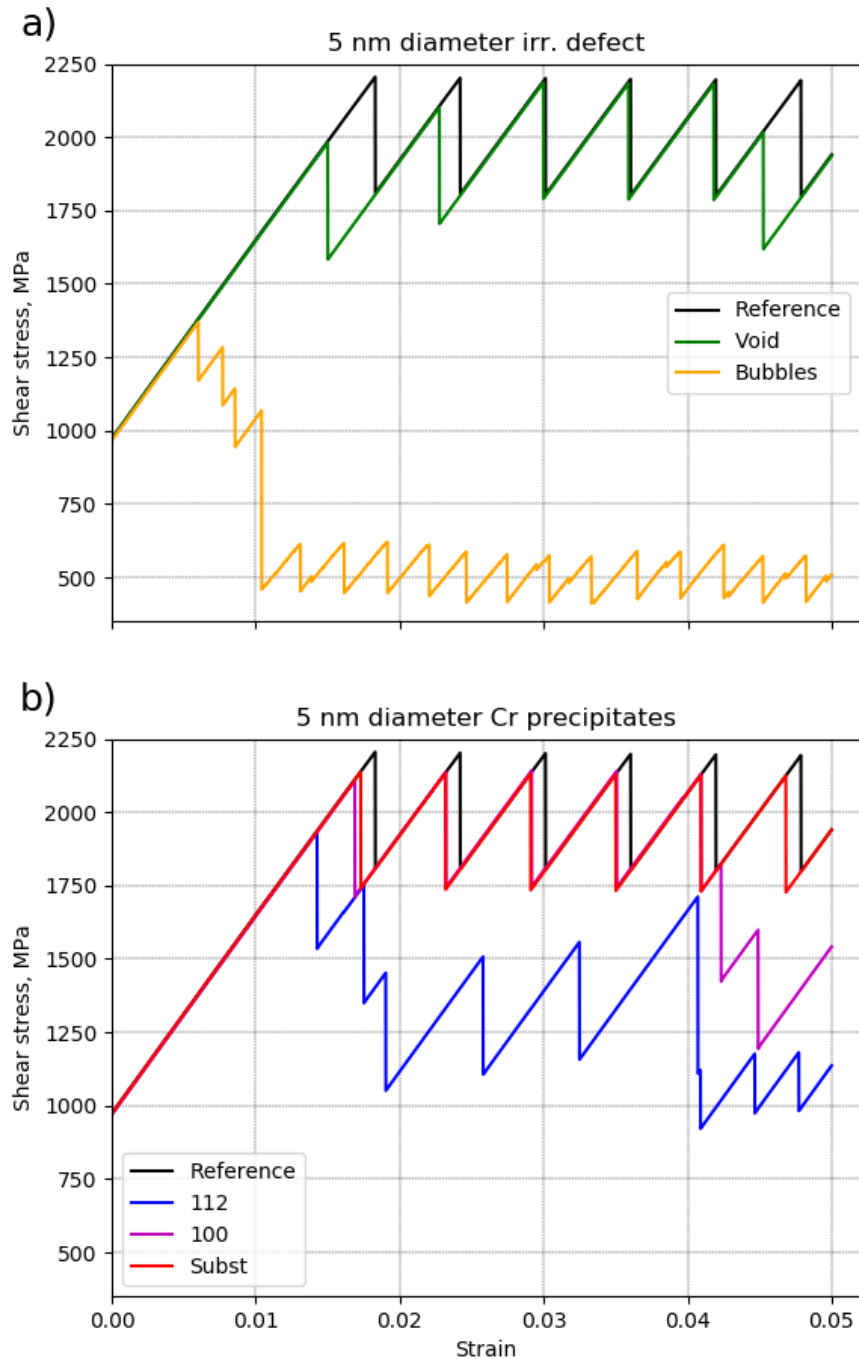 a)
5 nm diameter irr. defect
2250
2000
1750
1500
1250
1000
750
500
Shear stress, MPa
Reference
Void
Bubbles
b)
5 nm diameter Cr precipitates
2250
2000
1750
1500
1250
1000
750
500
Shear stress, MPa
Reference
112
100
Subst
0.00 0.01 0.02 0.03 0.04 0.05
Strain